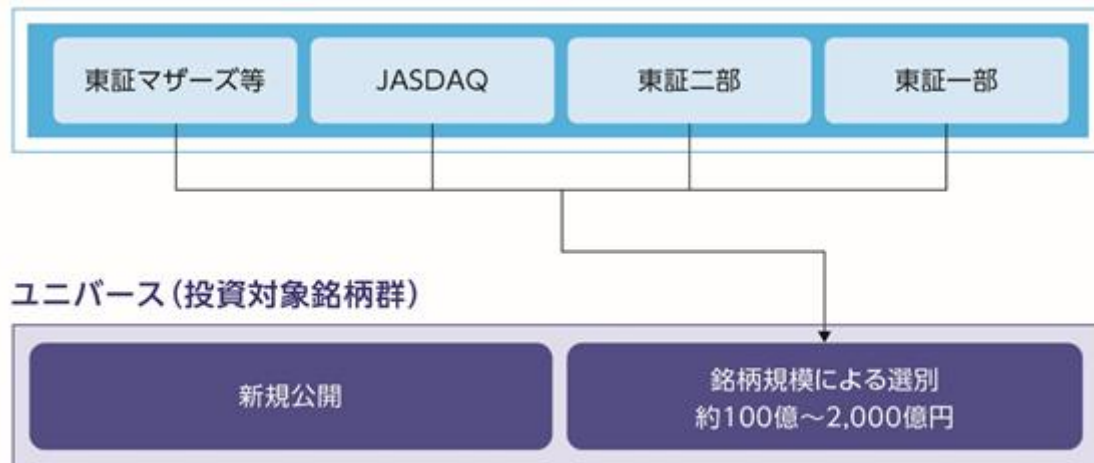 東証マザーズ等
JASDAQ
東証二部
東証一部
ユニバース（投資対象銘柄群）
新規公開
銘柄規模による選別
約100億～2,000億円